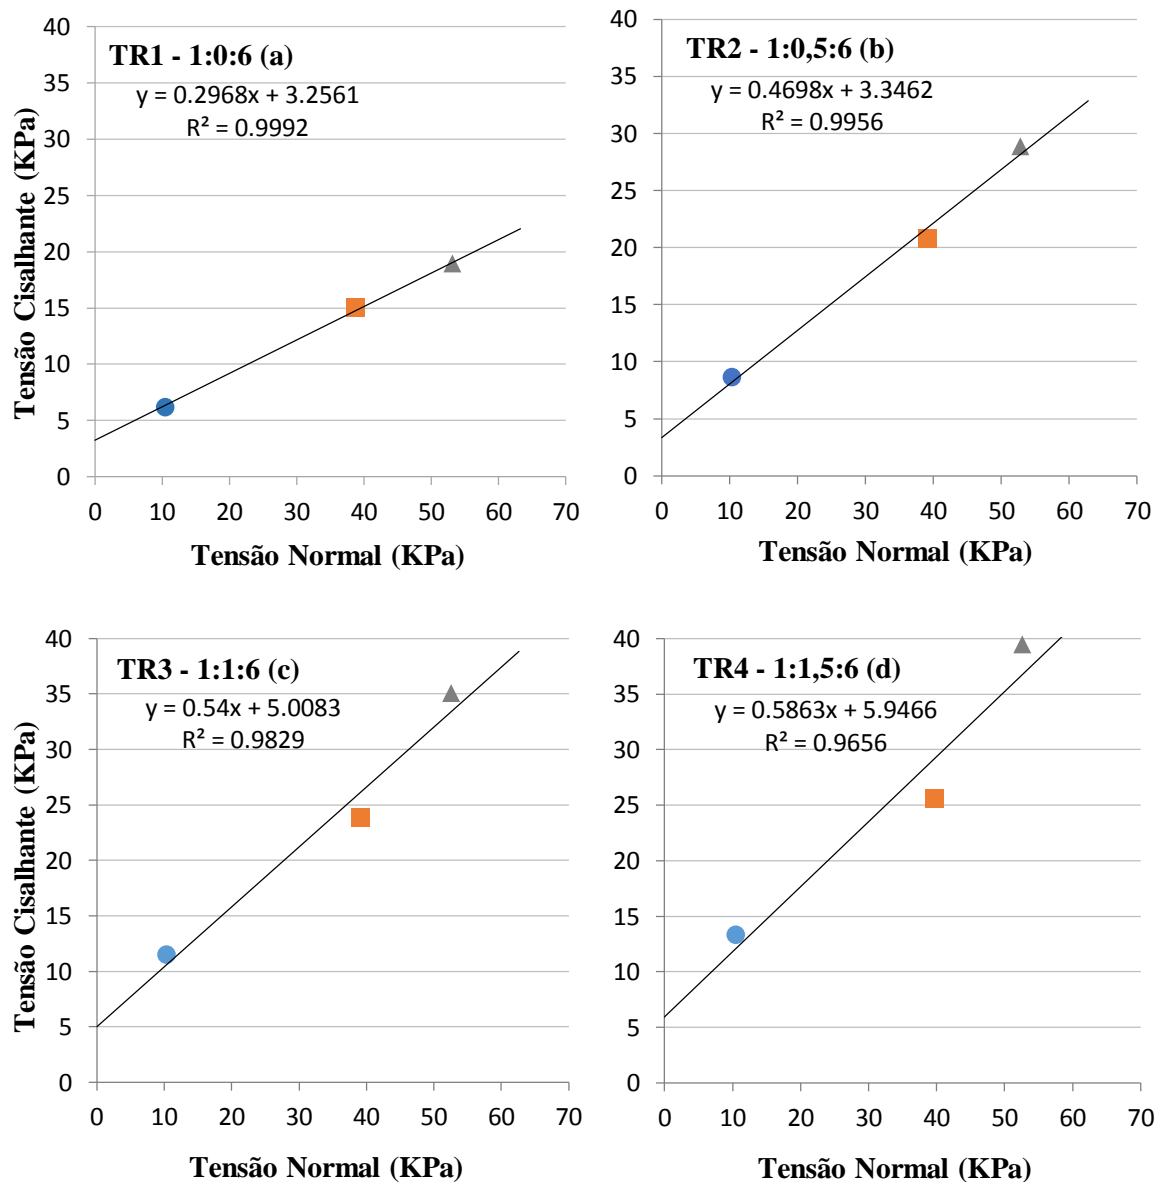 TR1 - 1:0:6 (a)
y = 0.2968x + 3.2561
R² = 0.9992
Tensão Cisalhante (KPa)
40
35
30
25
20
15
10
5
0
0 10 20 30 40 50 60 70
Tensão Normal (KPa)
TR2 - 1:0,5:6 (b)
y = 0.4698x + 3.3462
R² = 0.9956
40
35
30
25
20
15
10
5
0
0 10 20 30 40 50 60 70
Tensão Normal (KPa)
TR3 - 1:1:6 (c)
y = 0.54x + 5.0083
R² = 0.9829
Tensão Cisalhante (KPa)
40
35
30
25
20
15
10
5
0
0 10 20 30 40 50 60 70
Tensão Normal (KPa)
TR4 - 1:1,5:6 (d)
y = 0.5863x + 5.9466
R² = 0.9656
40
35
30
25
20
15
10
5
0
0 10 20 30 40 50 60 70
Tensão Normal (KPa)